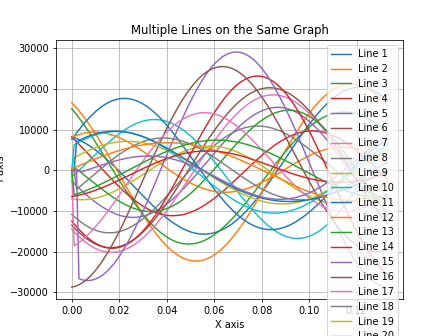 Multiple Lines on the Same Graph
30000
20000
10000
0
−10000
−20000
−30000
0.00
0.02
0.04
0.06
0.08
0.10
X axis
Line 1
Line 2
Line 3
Line 4
Line 5
Line 6
Line 7
Line 8
Line 9
Line 10
Line 11
Line 12
Line 13
Line 14
Line 15
Line 16
Line 17
Line 18
Line 19
Line 20